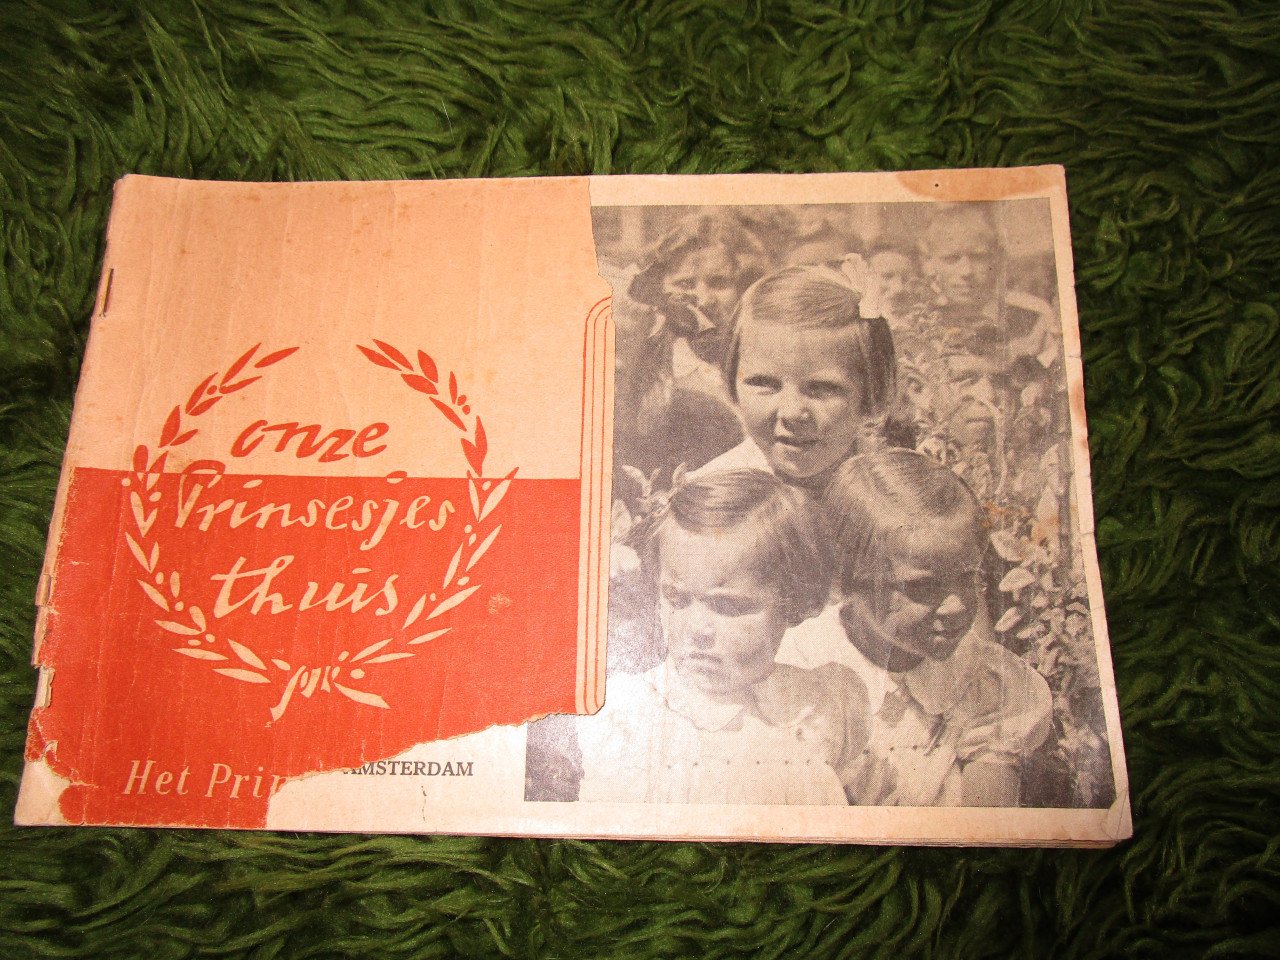 onze
Prinsesjes
thuis
Het Prin
AMSTERDAM